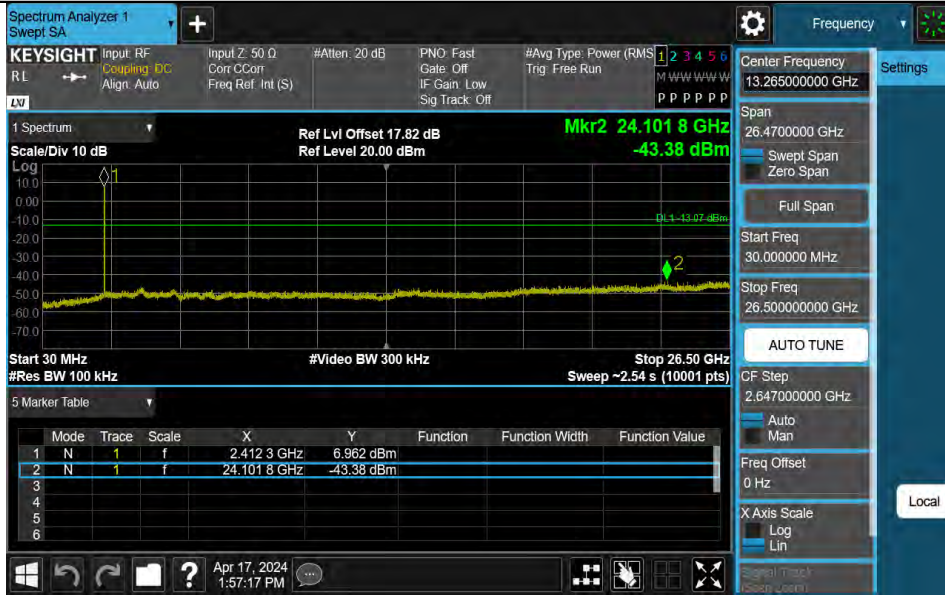 Spectrum Analyzer 1
Swept SA
Frequency
KEYSIGHT
RL
LXI
Input: RF
Coupling: DC
Align: Auto
Input Z: 50 Ω
Corr CCorr
Freq Ref: Int (S)
#Atten: 20 dB
PNO: Fast
Gate: Off
IF Gain: Low
Sig Track: Off
#Avg Type: Power (RMS
Trig: Free Run
1 2 3 4 5 6
M W W W W W
P P P P P P
1 Spectrum
Scale/Div 10 dB
Ref Lvl Offset 17.82 dB
Ref Level 20.00 dBm
Mkr2 24.101 8 GHz
-43.38 dBm
Log
10.0
0.00
-10.0
-20.0
-30.0
-40.0
-50.0
-60.0
-70.0
1
DL1 -13.07 dBm
2
Start 30 MHz
#Video BW 300 kHz
Stop 26.50 GHz
#Res BW 100 kHz
Sweep ~2.54 s (10001 pts)
5 Marker Table
Mode Trace Scale X Y Function Function Width Function Value
1 N 1 f 2.412 3 GHz 6.962 dBm
2 N 1 f 24.101 8 GHz -43.38 dBm
3
4
5
6
?
Apr 17, 2024
1:57:17 PM
Center Frequency
13.265000000 GHz
Settings
Span
26.4700000 GHz
Swept Span
Zero Span
Full Span
Start Freq
30.000000 MHz
Stop Freq
26.500000000 GHz
AUTO TUNE
CF Step
2.647000000 GHz
Auto
Man
Freq Offset
0 Hz
Local
X Axis Scale
Log
Lin
Signal Track
(Span Zoom)